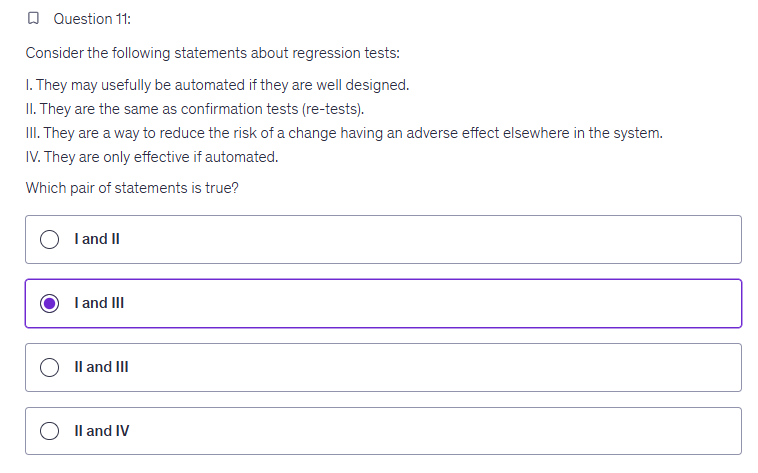 Question 11:
Consider the following statements about regression tests:
I. They may usefully be automated if they are well designed.
II. They are the same as confirmation tests (re-tests).
III. They are a way to reduce the risk of a change having an adverse effect elsewhere in the system.
IV. They are only effective if automated.
Which pair of statements is true?
I and II
I and III
II and III
II and IV